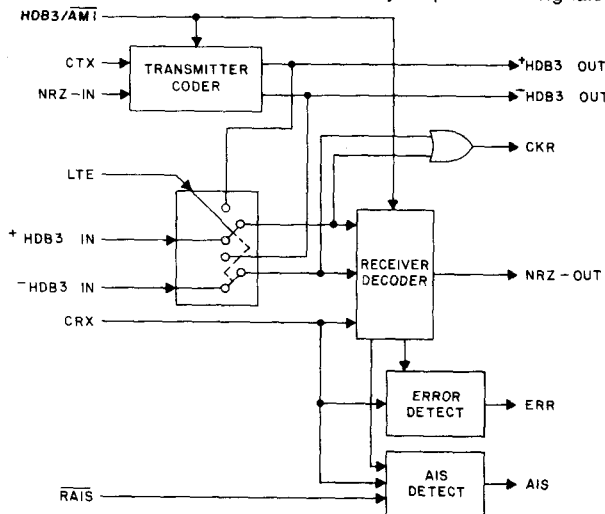 HDB3/AMI
CTX
NRZ-IN
TRANSMITTER
CODER
+HDB3 OUT
-HDB3 OUT
CKR
LTE
+HDB3 IN
-HDB3 IN
CRX
RECEIVER
DECODER
NRZ-OUT
ERROR
DETECT
ERR
RAIS
AIS
DETECT
AIS